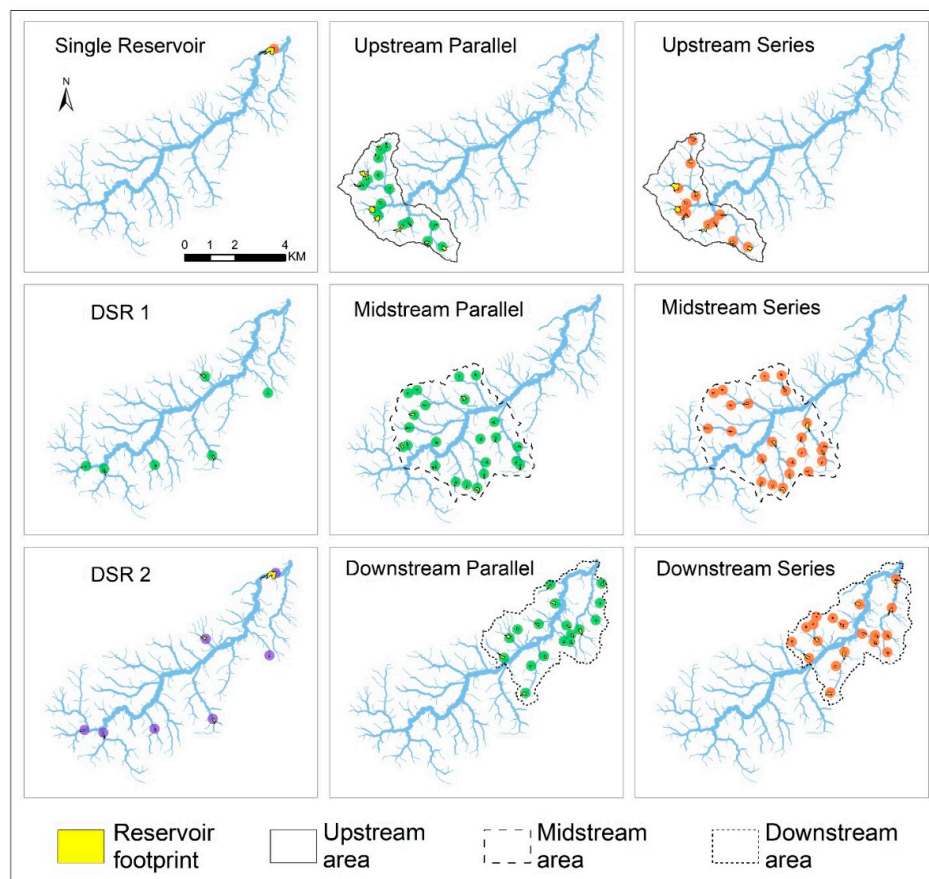 Single Reservoir
Upstream Parallel
Upstream Series
N
0 1 2 4
KM
DSR 1
Midstream Parallel
Midstream Series
DSR 2
Downstream Parallel
Downstream Series
Reservoir
footprint
Upstream
area
Midstream
area
Downstream
area